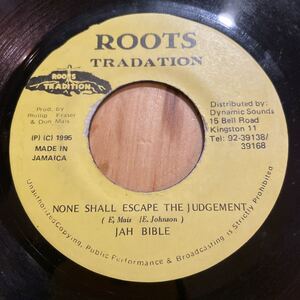 ROOTS
TRADATION
ROOTS
TRADITION
Prod. by
Phillip Fraser
& Don Mais
(P) (C) 1995
MADE IN
JAMAICA
Distributed by:
Dynamic Sounds
15 Bell Road
Kingston 11
Tel: 92-39138/
39168
NONE SHALL ESCAPE THE JUDGEMENT
( E, Mais /E. Johnson )
JAH BIBLE
Unauthorized Copying, Public Performance & Broadcasting is Strictly Prohibited